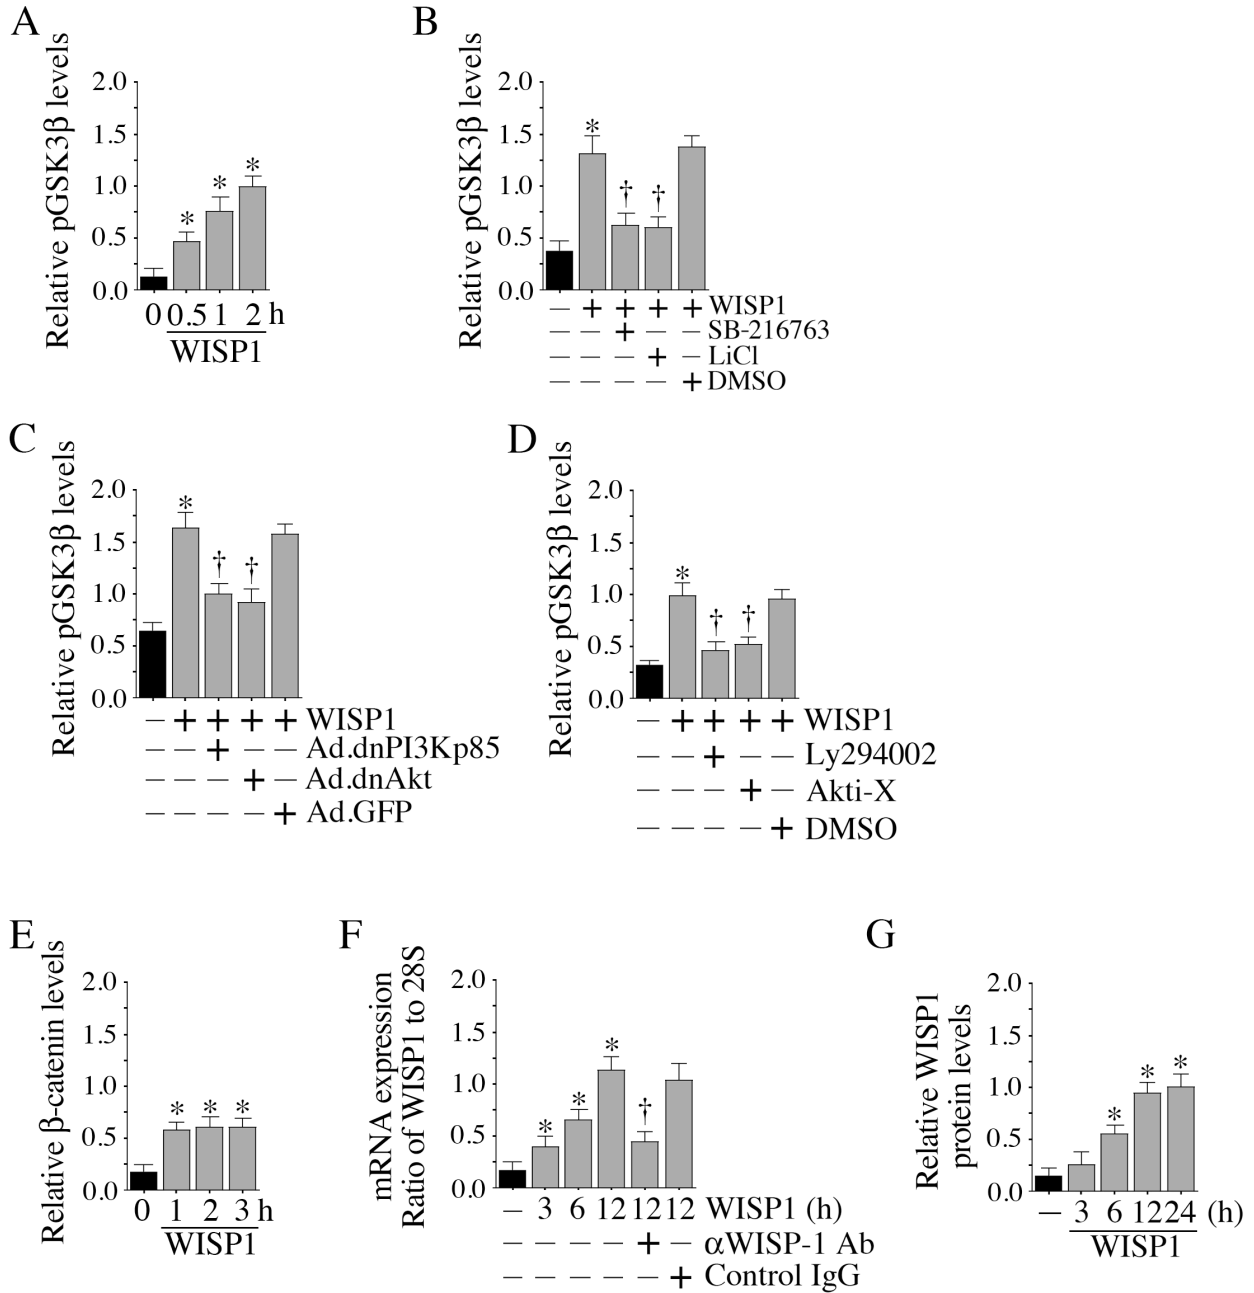 A
Relative pGSK3β levels
2.0
1.5
1.0
0.5
0.0
* * *
0 0.5 1 2 h
WISP1
B
Relative pGSK3β levels
2.0
1.5
1.0
0.5
0.0
* † †
— + + + + WISP1
— — + — — SB-216763
— — — + — LiCl
— — — — + DMSO
C
Relative pGSK3β levels
2.0
1.5
1.0
0.5
0.0
* † †
— + + + + WISP1
— — + — — Ad.dnPI3Kp85
— — — + — Ad.dnAkt
— — — — + Ad.GFP
D
Relative pGSK3β levels
2.0
1.5
1.0
0.5
0.0
* † †
— + + + + WISP1
— — + — — Ly294002
— — — + — Akti-X
— — — — + DMSO
E
Relative β-catenin levels
2.0
1.5
1.0
0.5
0.0
* * *
0 1 2 3 h
WISP1
F
mRNA expression
Ratio of WISP1 to 28S
2.0
1.5
1.0
0.5
0.0
* * * †
— 3 6 12 12 12 WISP1 (h)
— — — — + — αWISP-1 Ab
— — — — — + Control IgG
G
Relative WISP1
protein levels
2.0
1.5
1.0
0.5
0.0
* * *
— 3 6 12 24 (h)
WISP1